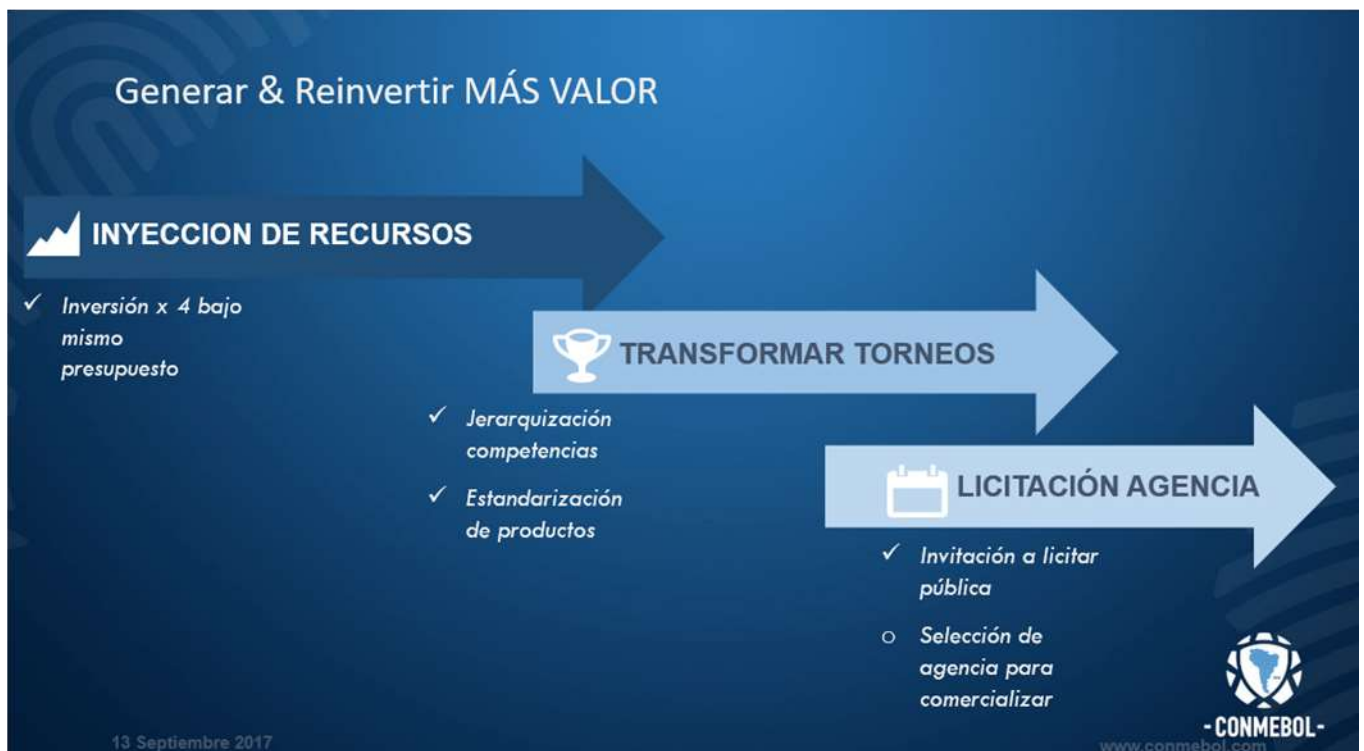 Generar & Reinvertir MÁS VALOR
INYECCION DE RECURSOS
✓ Inversión x 4 bajo
mismo
presupuesto
TRANSFORMAR TORNEOS
✓ Jerarquización
competencias
✓ Estandarización
de productos
LICITACIÓN AGENCIA
✓ Invitación a licitar
pública
o Selección de
agencia para
comercializar
- CONMEBOL -
13 Septiembre 2017
www.conmebol.com